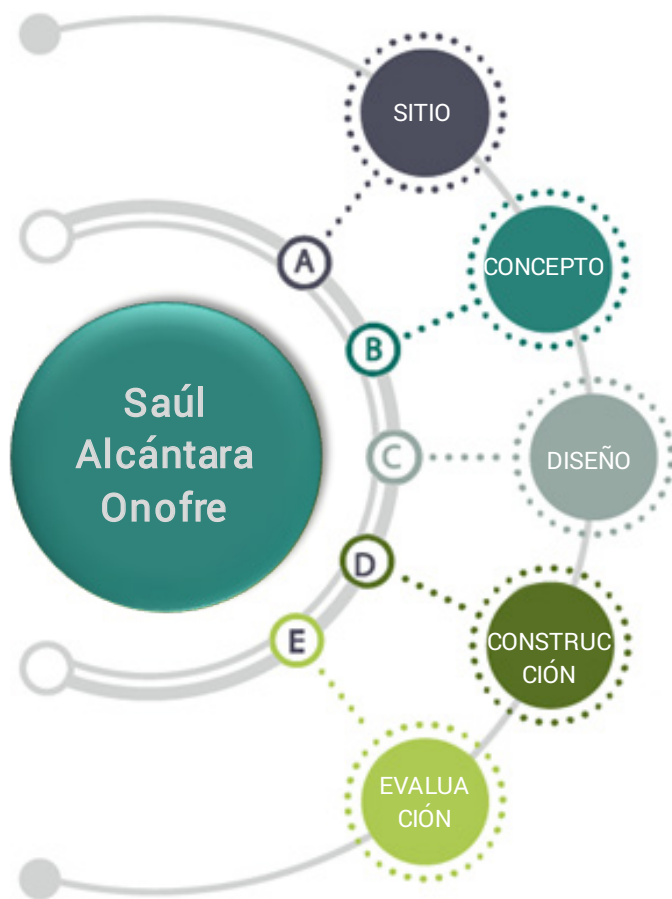 SITIO
A
CONCEPTO
B
Saúl
Alcántara
Onofre
C
DISEÑO
D
CONSTRUC
CIÓN
E
EVALUA
CIÓN